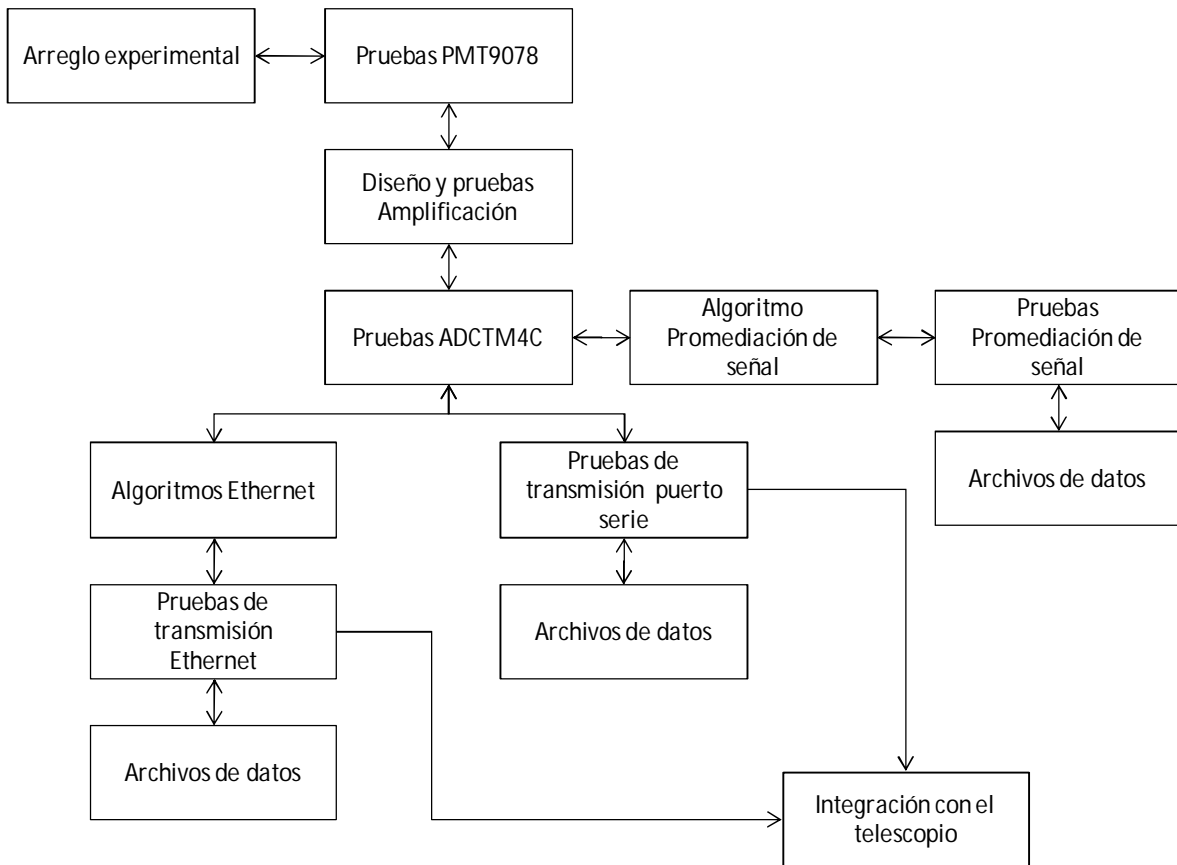 Arreglo experimental
Pruebas PMT9078
Diseño y pruebas
Amplificación
Pruebas ADCTM4C
Algoritmo
Promediación de
señal
Pruebas
Promediación de
señal
Algoritmos Ethernet
Pruebas de
transmisión puerto
serie
Archivos de datos
Pruebas de
transmisión
Ethernet
Archivos de datos
Archivos de datos
Integración con el
telescopio